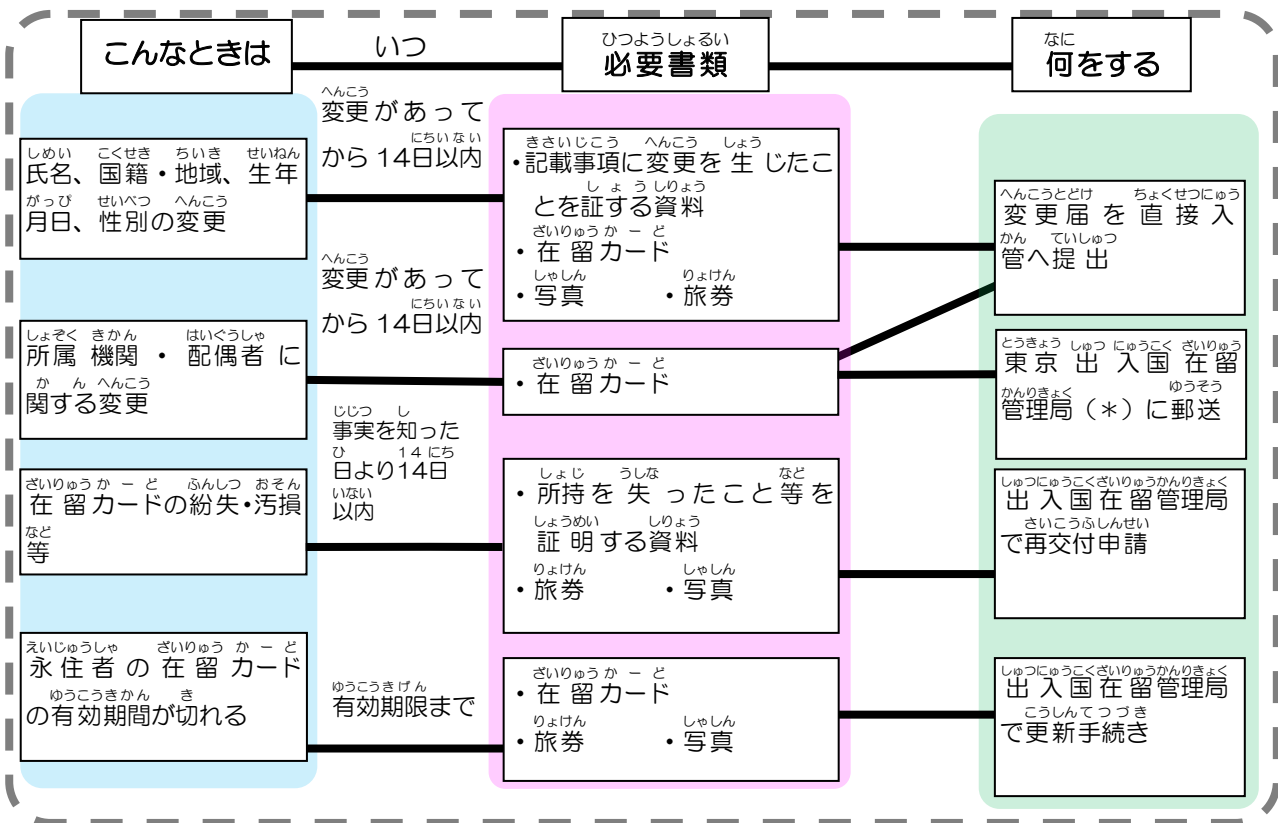 こんなときは
いつ
ひつようしょるい
必要書類
なに
何をする
しめい こくせき ちいき せいねん
氏名、国籍・地域、生年
がっぴ せいべつ へんこう
月日、性別の変更
へんこう
変更があって
にちいない
から14日以内
きさいじこう へんこう しょう
・記載事項に変更を生じたこ
しょうしりょう
とを証する資料
ざいりゅうかーど
・在留カード
しゃしん りょけん
・写真 ・旅券
へんこうとどけ ちょくせつにゅう
変更届を直接入
かん ていしゅつ
管へ提出
しょぞく きかん はいぐうしゃ
所属機関・配偶者に
かん へんこう
関する変更
へんこう
変更があって
にちいない
から14日以内
ざいりゅうかーど
・在留カード
とうきょう しゅつ にゅうこく ざいりゅう
東京出入国在留
かんりきょく ゆうそう
管理局（＊）に郵送
ざいりゅうかーど ふんしつ おそん
在留カードの紛失・汚損
など
等
じじつ し
事実を知った
ひ 14にち
日より14日
いない
以内
しょじ うしな など
・所持を失ったこと等を
しょうめい しりょう
証明する資料
りょけん しゃしん
・旅券 ・写真
しゅつにゅうこくざいりゅうかんりきょく
出入国在留管理局
さいこうふしんせい
で再交付申請
えいじゅうしゃ ざいりゅう かーど
永住者の在留カード
ゆうこうきかん き
の有効期間が切れる
ゆうこうきげん
有効期限まで
ざいりゅうかーど
・在留カード
りょけん しゃしん
・旅券 ・写真
しゅつにゅうこくざいりゅうかんりきょく
出入国在留管理局
こうしんてつづき
で更新手続き